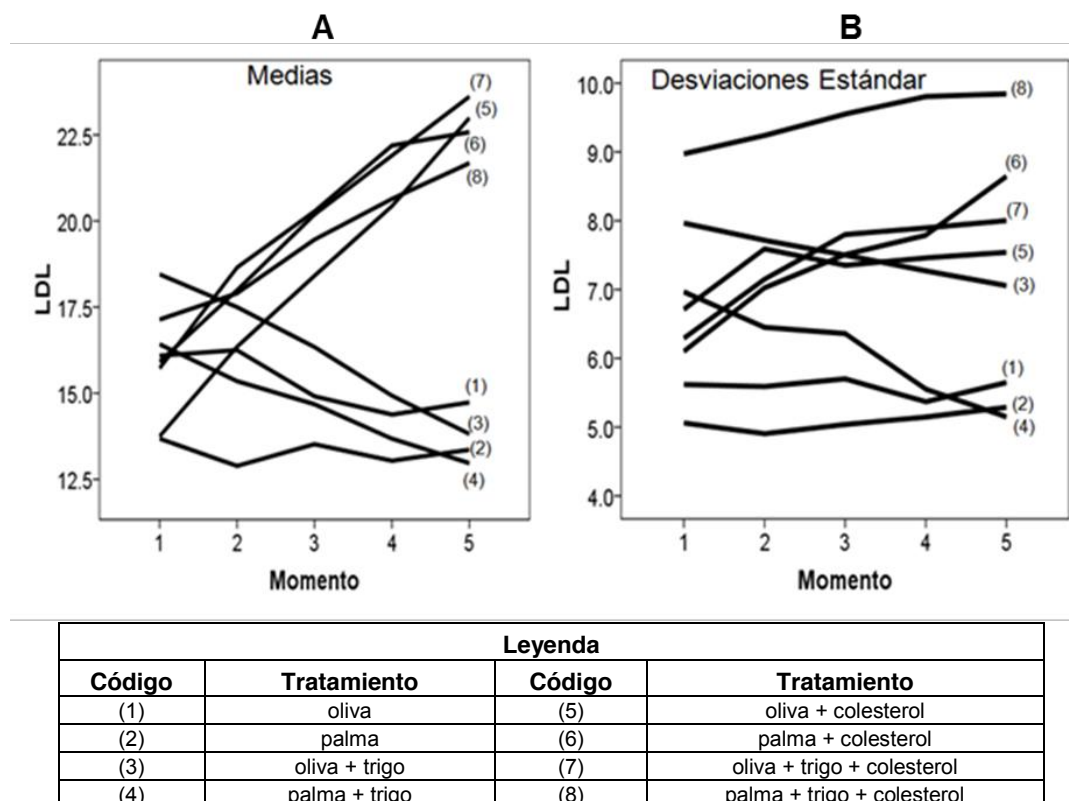 A B
Medias
Desviaciones Estándar
(7)
(5)
(6)
(8)
(1)
(3)
(2)
(4)
22.5
20.0
17.5
15.0
12.5
LDL
1 2 3 4 5
Momento
10.0
9.0
8.0
7.0
6.0
5.0
4.0
LDL
(8)
(6)
(7)
(5)
(3)
(1)
(2)
(4)
1 2 3 4 5
Momento
Leyenda
Código Tratamiento Código Tratamiento
(1) oliva (5) oliva + colesterol
(2) palma (6) palma + colesterol
(3) oliva + trigo (7) oliva + trigo + colesterol
(4) palma + trigo (8) palma + trigo + colesterol